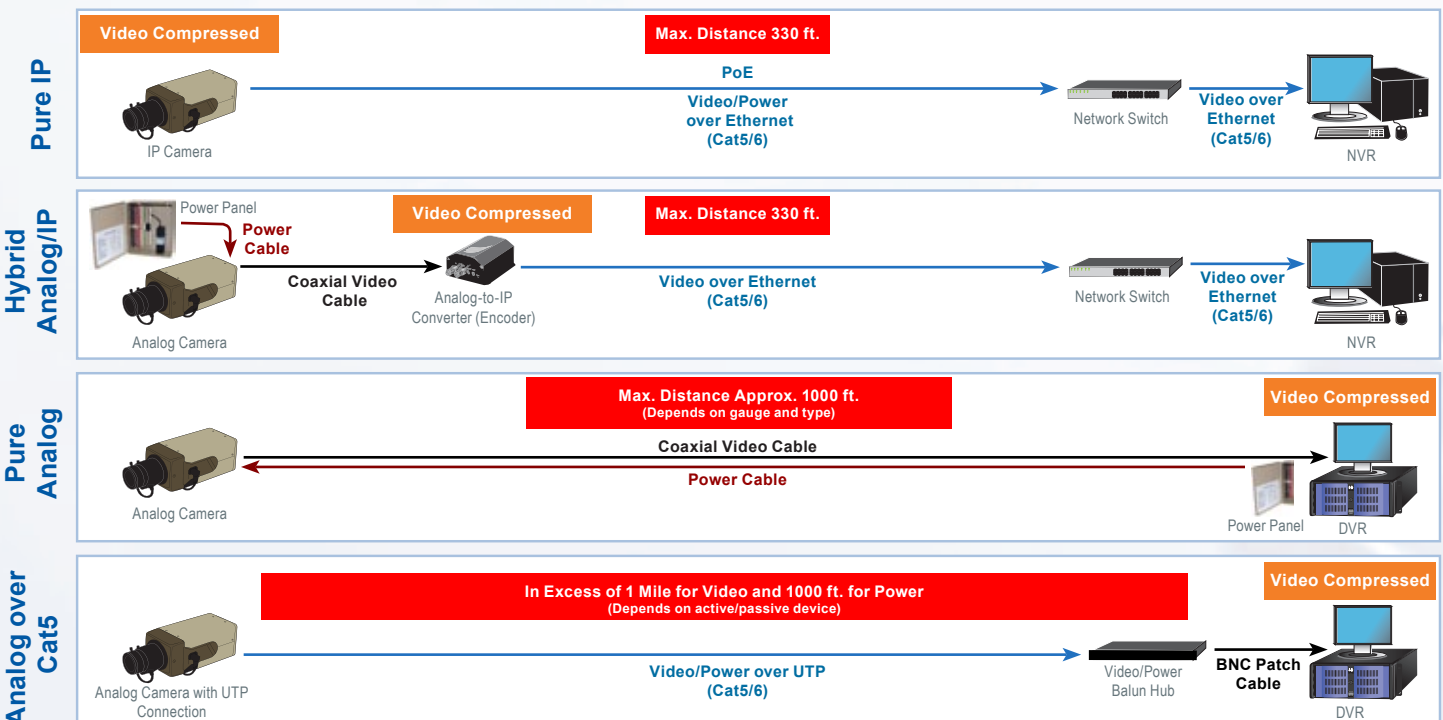 Pure IP
Video Compressed
Max. Distance 330 ft.
PoE
Video/Power
over Ethernet
(Cat5/6)
IP Camera
Network Switch
Video over
Ethernet
(Cat5/6)
NVR
Hybrid
Analog/IP
Power Panel
Power
Cable
Video Compressed
Max. Distance 330 ft.
Coaxial Video
Cable
Analog-to-IP
Converter (Encoder)
Video over Ethernet
(Cat5/6)
Network Switch
Video over
Ethernet
(Cat5/6)
Analog Camera
NVR
Pure
Analog
Max. Distance Approx. 1000 ft.
(Depends on gauge and type)
Video Compressed
Coaxial Video Cable
Power Cable
Analog Camera
Power Panel
DVR
Analog over
Cat5
In Excess of 1 Mile for Video and 1000 ft. for Power
(Depends on active/passive device)
Video Compressed
Video/Power over UTP
(Cat5/6)
Analog Camera with UTP
Connection
Video/Power
Balun Hub
BNC Patch
Cable
DVR